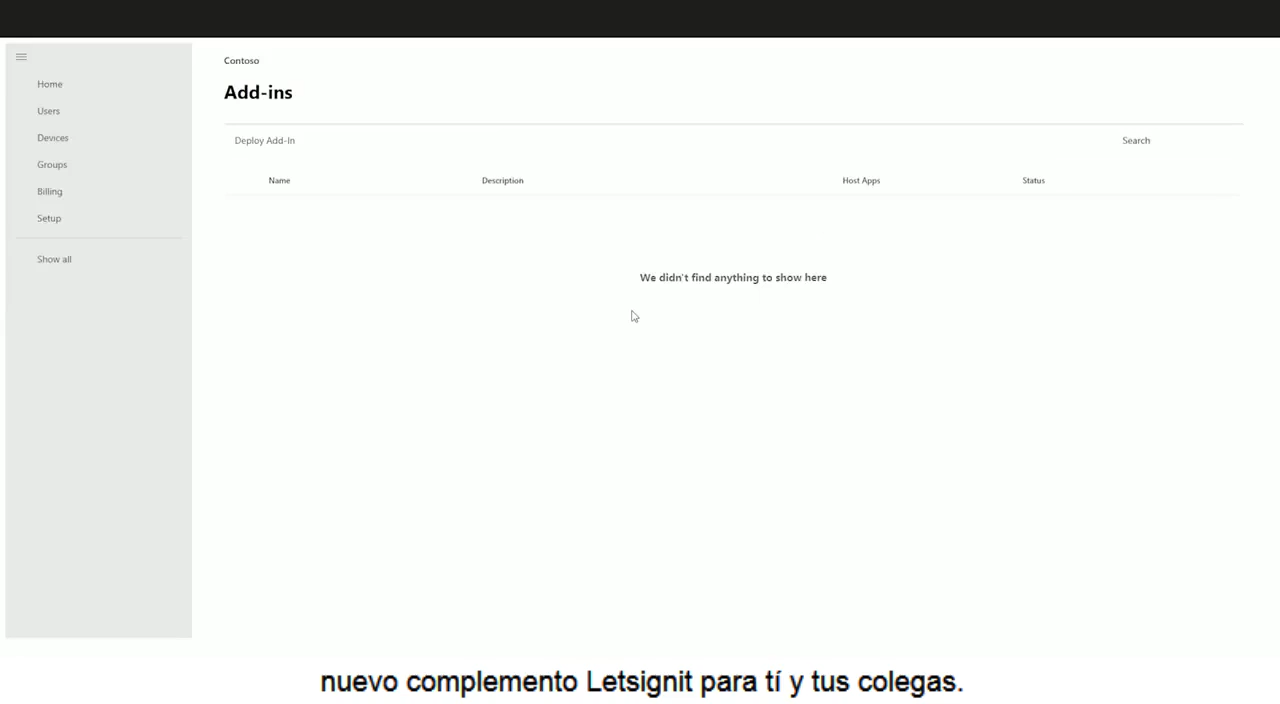 Contoso
Add-ins
Home
Users
Devices
Groups
Billing
Setup
Show all
Deploy Add-In
Search
Name Description Host Apps Status
We didn't find anything to show here
nuevo complemento Letsignit para tí y tus colegas.